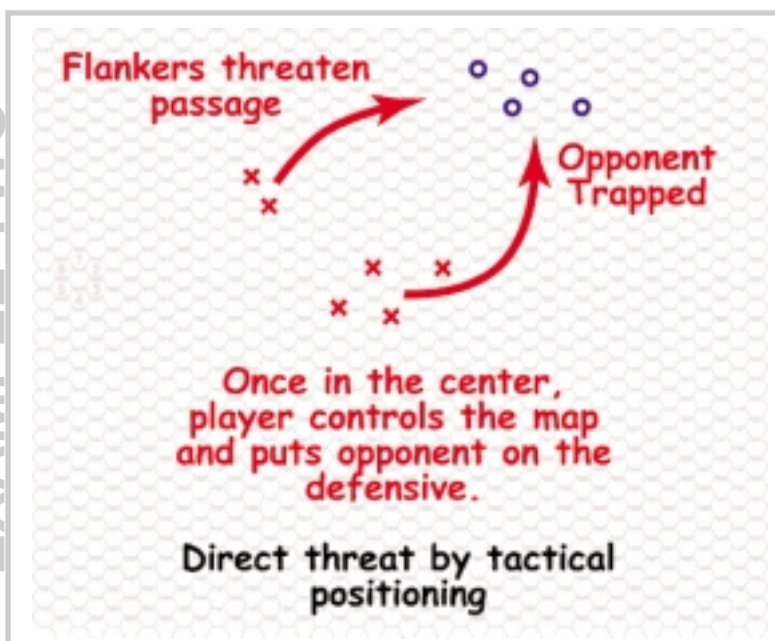 Flankers threaten
passage
Opponent
Trapped
Once in the center,
player controls the map
and puts opponent on the
defensive.
Direct threat by tactical
positioning